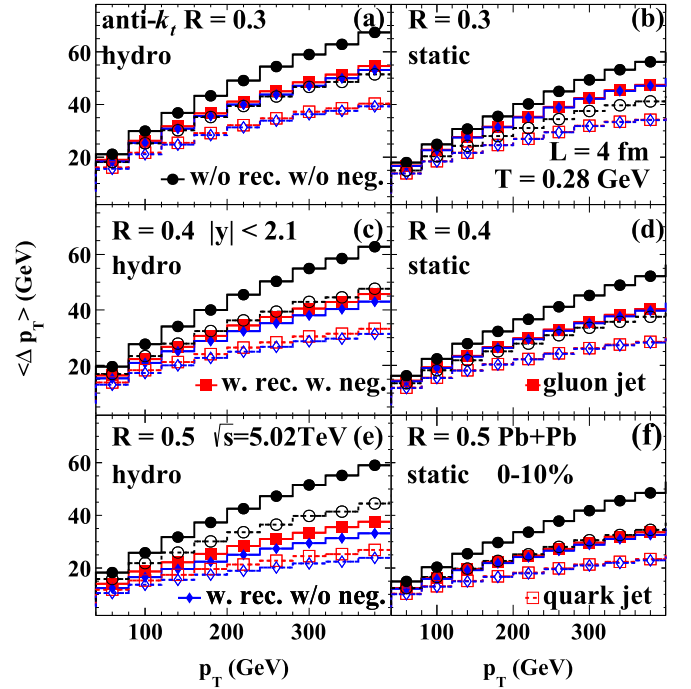 anti-k_t R = 0.3 (a)
hydro
w/o rec. w/o neg.
R = 0.3 (b)
static
L = 4 fm
T = 0.28 GeV
60
40
20
R = 0.4 |y| < 2.1 (c)
hydro
w. rec. w. neg.
R = 0.4 (d)
static
gluon jet
60
40
20
<Δ p_T> (GeV)
R = 0.5 √s=5.02TeV (e)
hydro
w. rec. w/o neg.
R = 0.5 Pb+Pb (f)
static 0-10%
quark jet
60
40
20
100 200 300
100 200 300
p_T (GeV)
p_T (GeV)